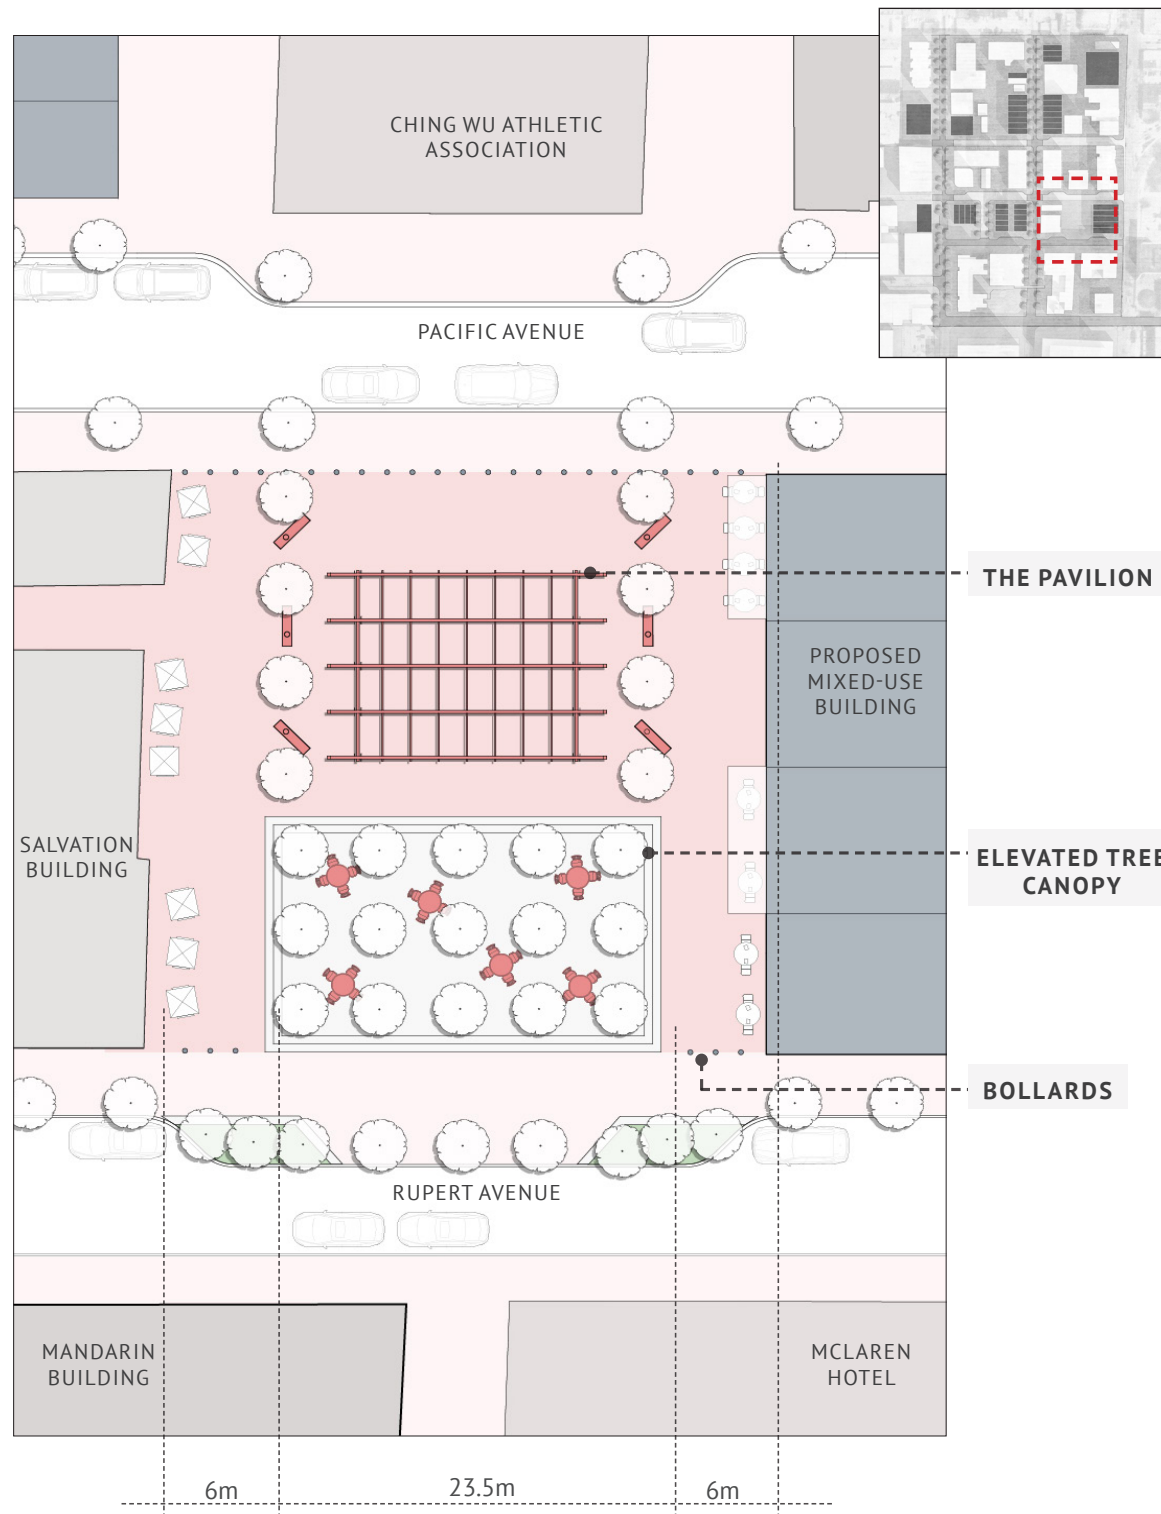 CHING WU ATHLETIC
ASSOCIATION
PACIFIC AVENUE
THE PAVILION
PROPOSED
MIXED-USE
BUILDING
SALVATION
BUILDING
ELEVATED TREE
CANOPY
BOLLARDS
RUPERT AVENUE
MANDARIN
BUILDING
MCLAREN
HOTEL
6m
23.5m
6m